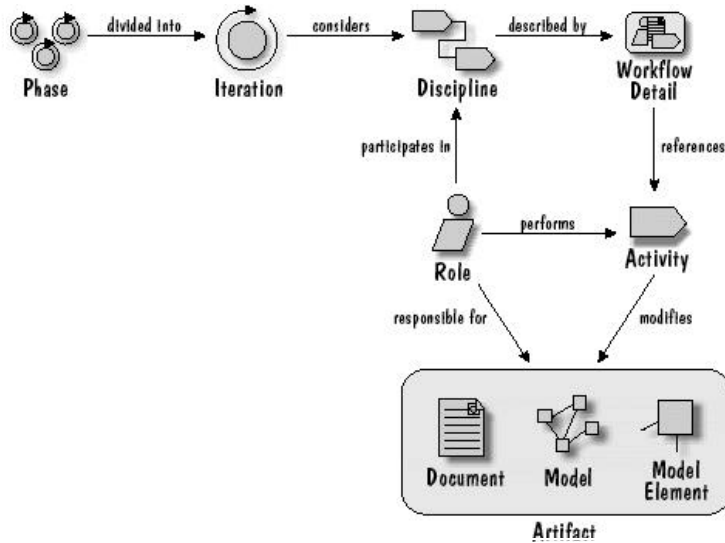 divided into
considers
described by
Phase
Iteration
Discipline
Workflow
Detail
participates in
references
performs
Role
Activity
responsible for
modifies
Document
Model
Model
Element
Artifact